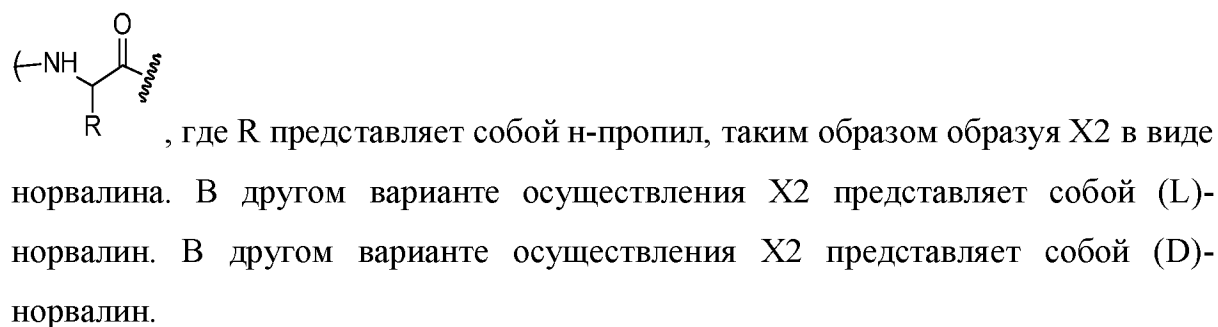 O
NH
R
, где R представляет собой н-пропил, таким образом образуя X2 в виде
норвалина. В другом варианте осуществления X2 представляет собой (L)-
норвалин. В другом варианте осуществления X2 представляет собой (D)-
норвалин.